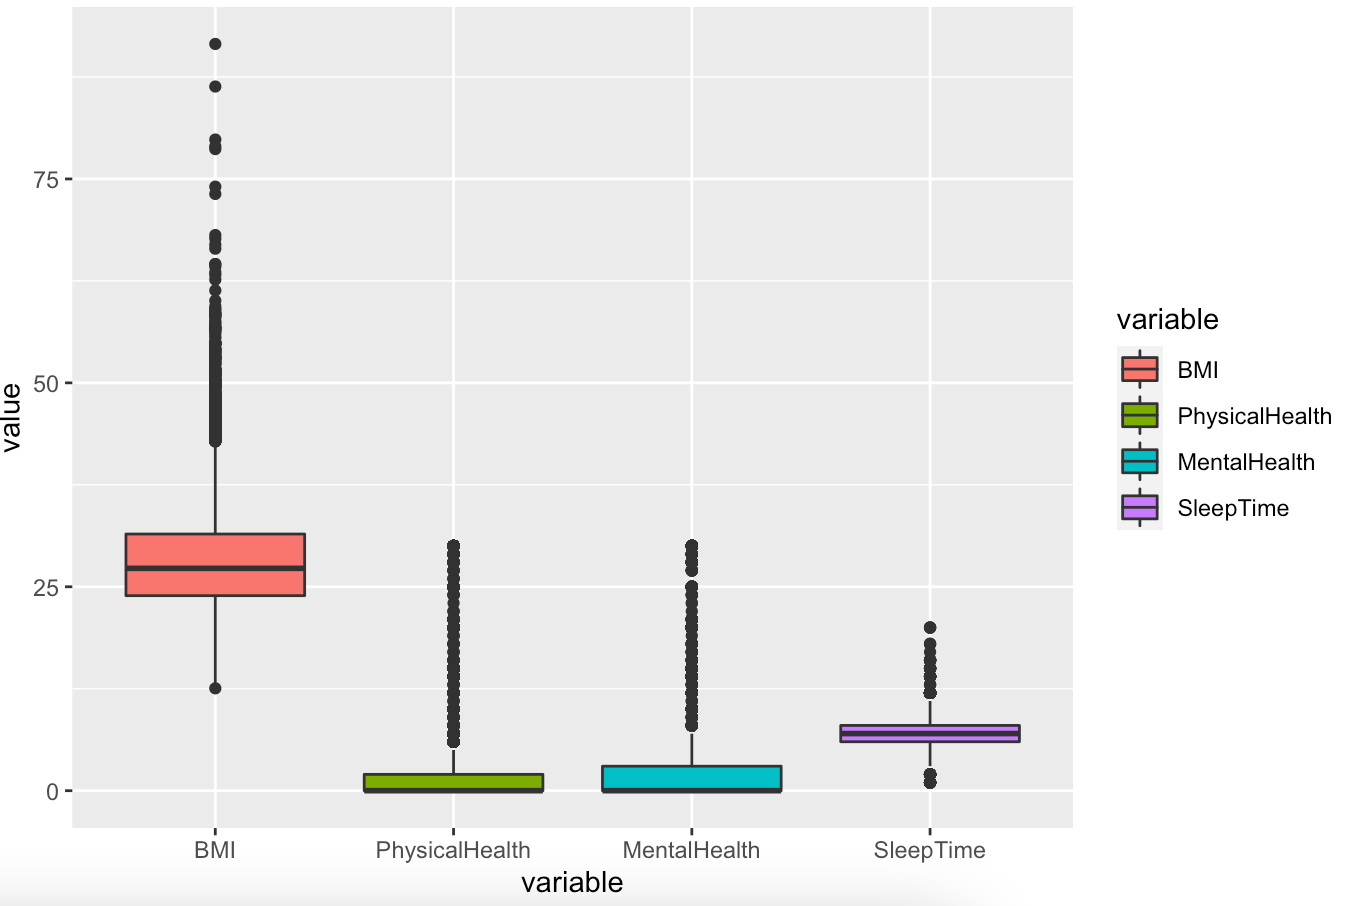 value
75
50
25
0
BMI
PhysicalHealth
MentalHealth
SleepTime
variable
variable
BMI
PhysicalHealth
MentalHealth
SleepTime